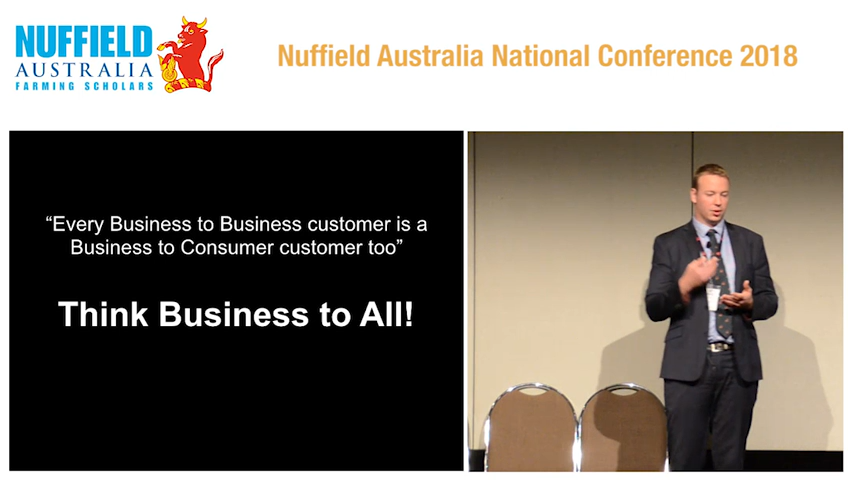 NUFFIELD
AUSTRALIA
FARMING SCHOLARS
Nuffield Australia National Conference 2018
“Every Business to Business customer is a
Business to Consumer customer too”
Think Business to All!